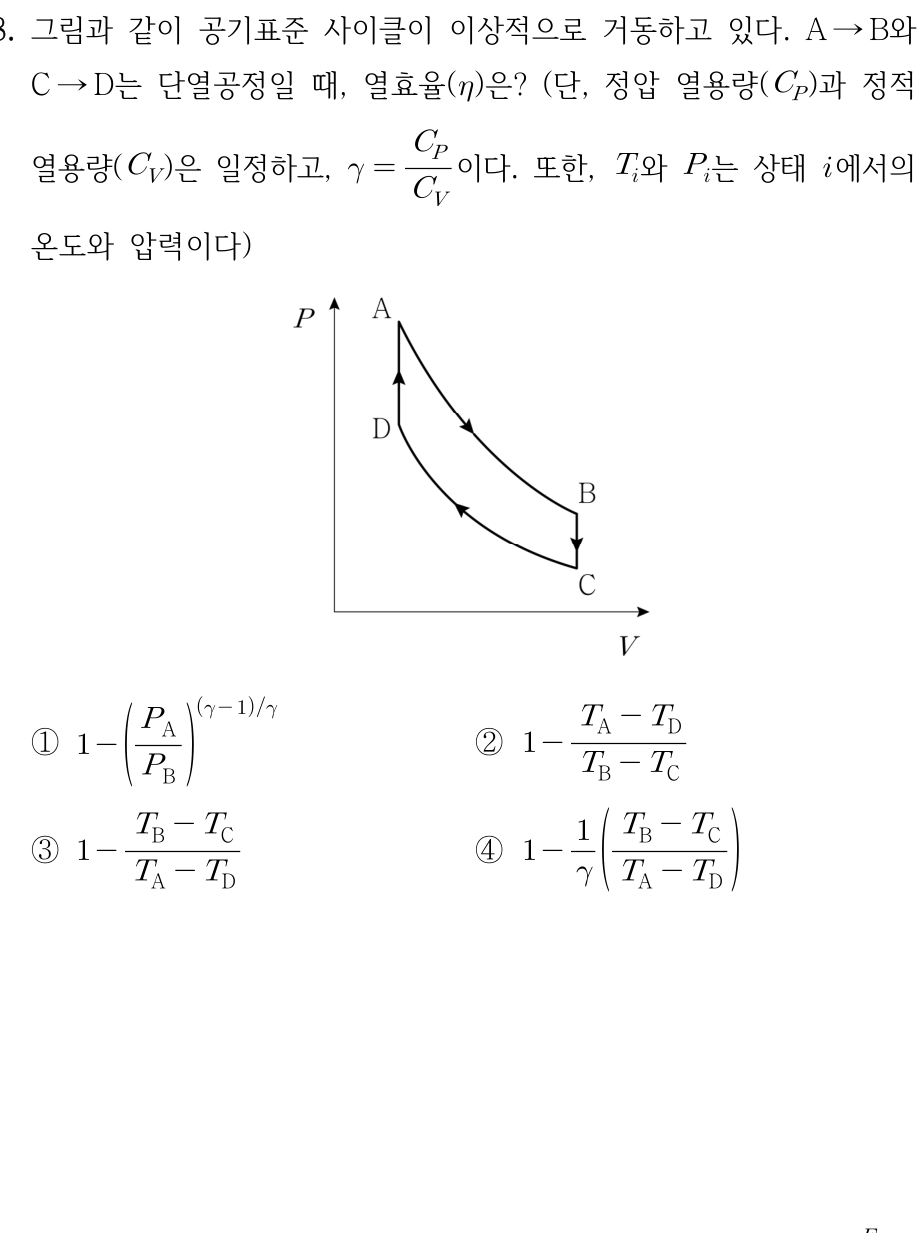 3. 그림과 같이 공기표준 사이클이 이상적으로 거동하고 있다. A→B와
C→D는 단열공정일 때, 열효율(η)은? (단, 정압 열용량(C_P)과 정적
열용량(C_V)은 일정하고, γ = C_P/C_V이다. 또한, T_i와 P_i는 상태 i에서의
온도와 압력이다)
P
A
D
B
C
V
① 1−(P_A/P_B)^((γ−1)/γ)
② 1−(T_A−T_D)/(T_B−T_C)
③ 1−(T_B−T_C)/(T_A−T_D)
④ 1−(1/γ)((T_B−T_C)/(T_A−T_D))